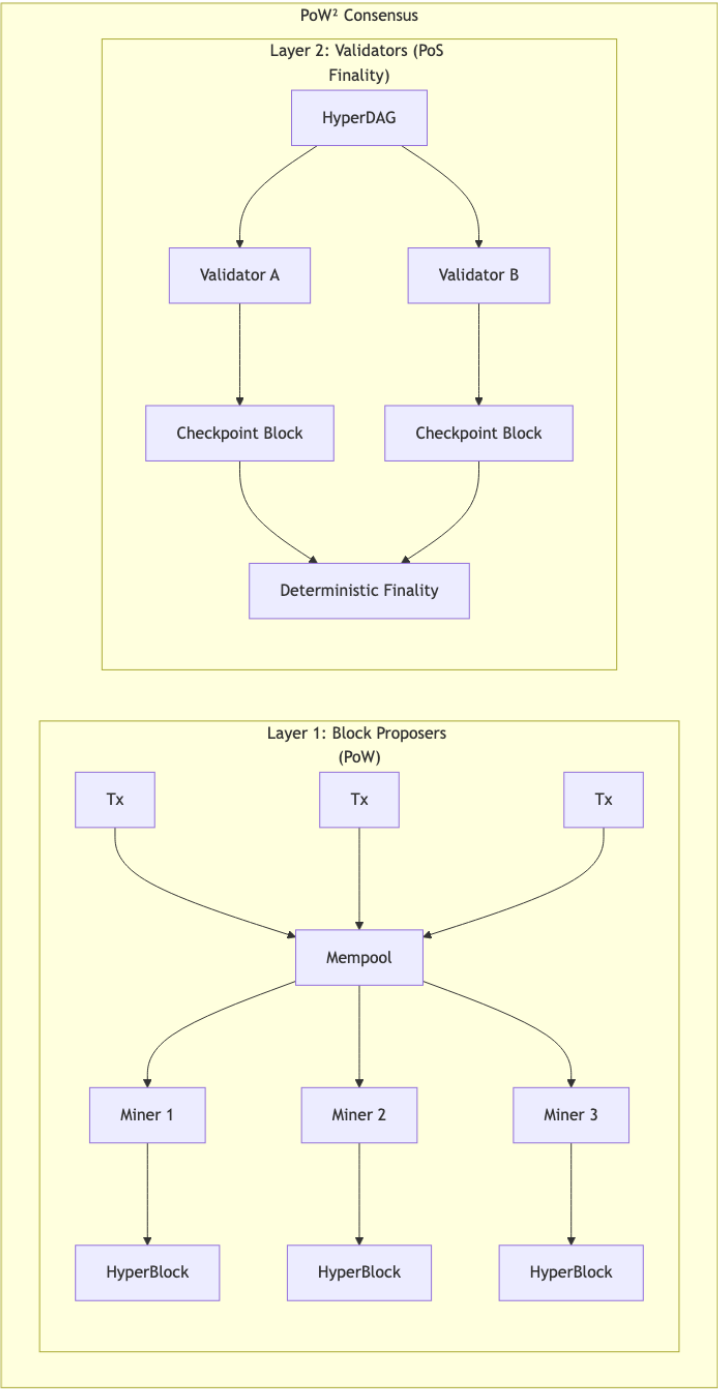 PoW² Consensus
Layer 2: Validators (PoS
Finality)
HyperDAG
Validator A
Validator B
Checkpoint Block
Checkpoint Block
Deterministic Finality
Layer 1: Block Proposers
(PoW)
Tx
Tx
Tx
Mempool
Miner 1
Miner 2
Miner 3
HyperBlock
HyperBlock
HyperBlock